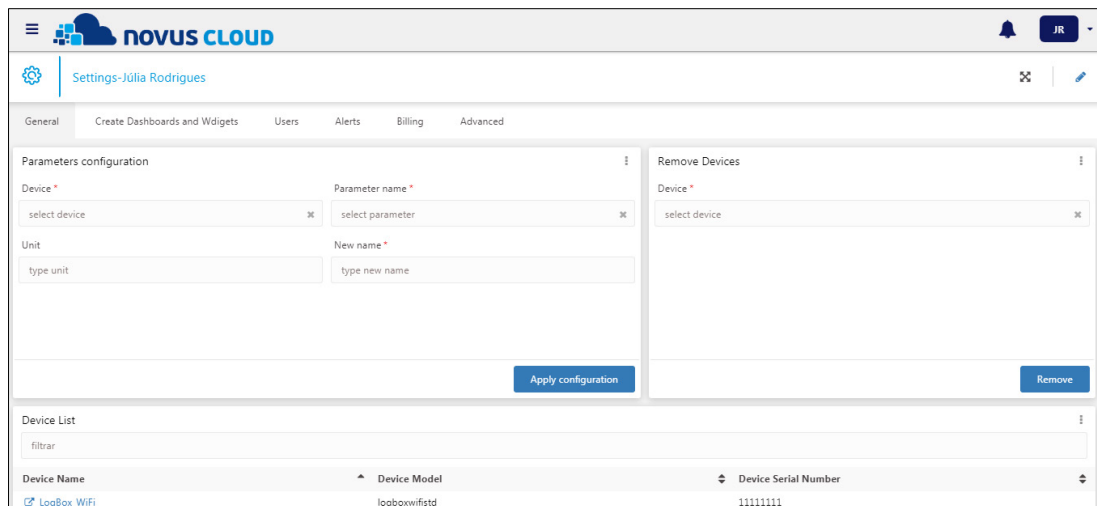 NOVUS CLOUD
JR
Settings-Júlia Rodrigues
General Create Dashboards and Wdigets Users Alerts Billing Advanced
Parameters configuration
Device *
select device
Parameter name *
select parameter
Unit
type unit
New name *
type new name
Apply configuration
Remove Devices
Device *
select device
Remove
Device List
filtrar
Device Name Device Model Device Serial Number
LogBox_WiFi logboxwifistd 11111111